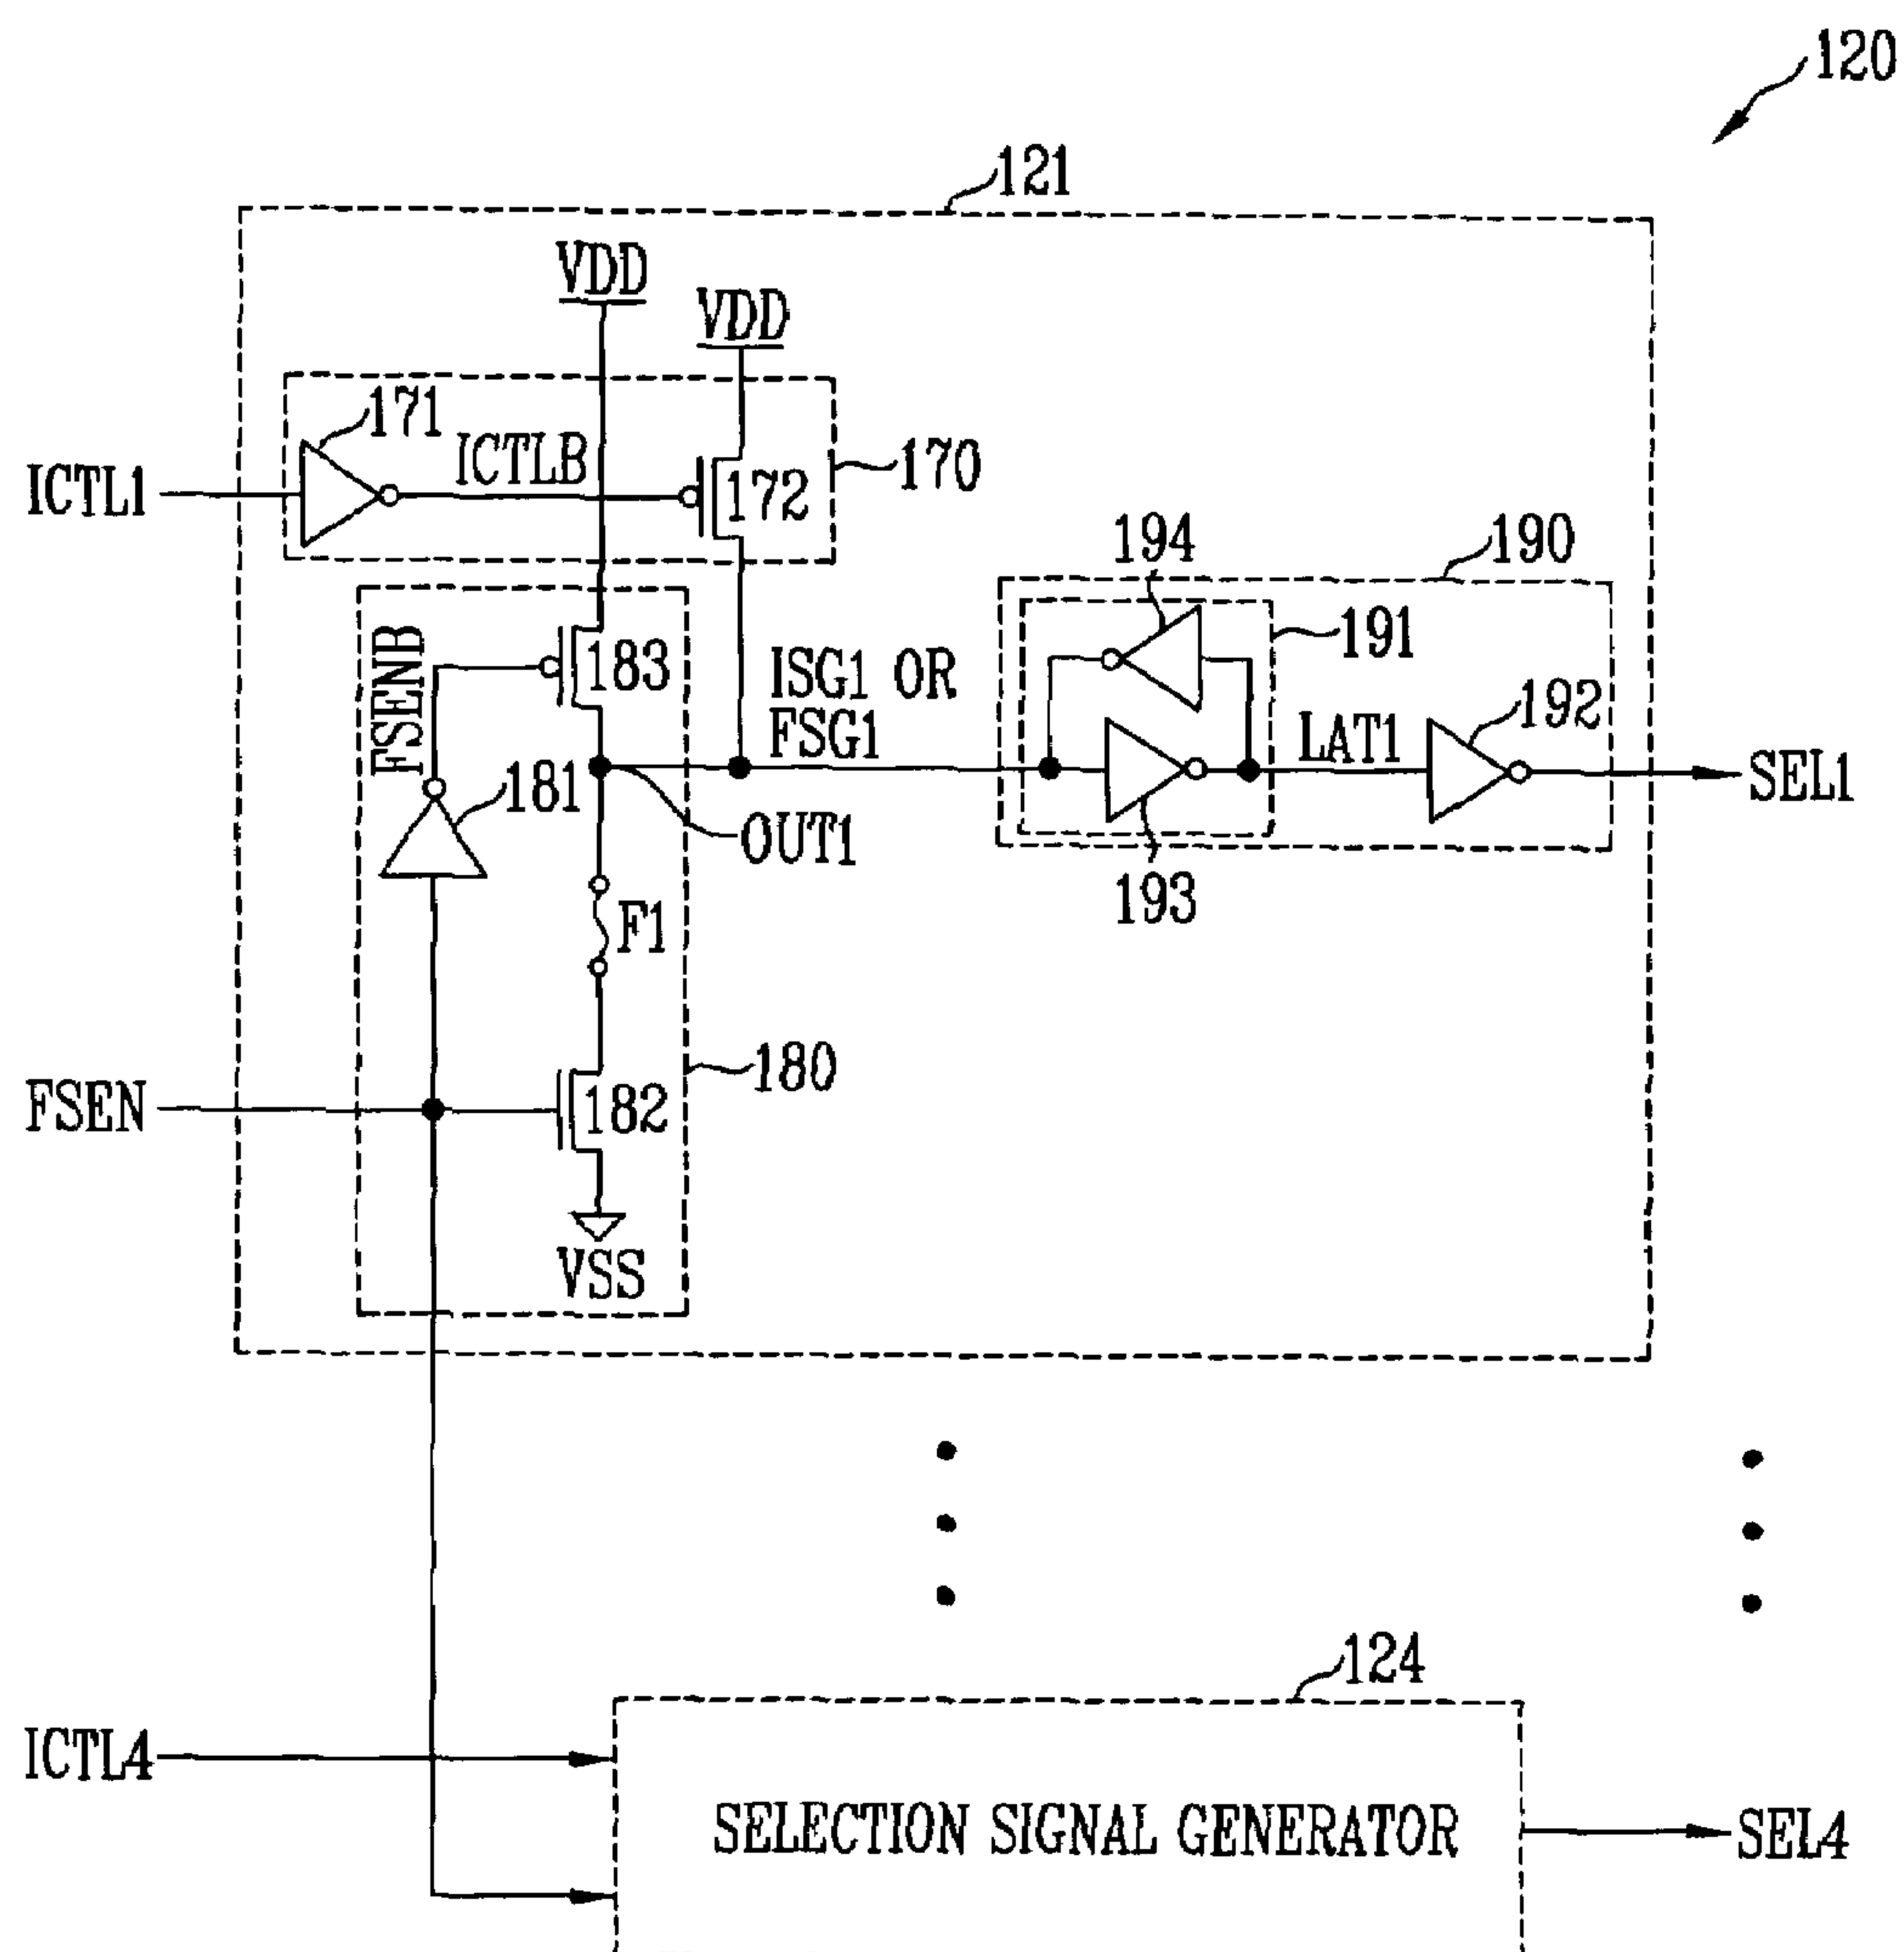 120
121
VDD
VDD
171
ICTLB
ICTL1
172
170
194
190
FSENB
183
191
ISG1 OR
FSG1
LAT1
192
181
SEL1
OUT1
193
F1
180
FSEN
182
VSS
124
ICTL4
SELECTION SIGNAL GENERATOR
SEL4